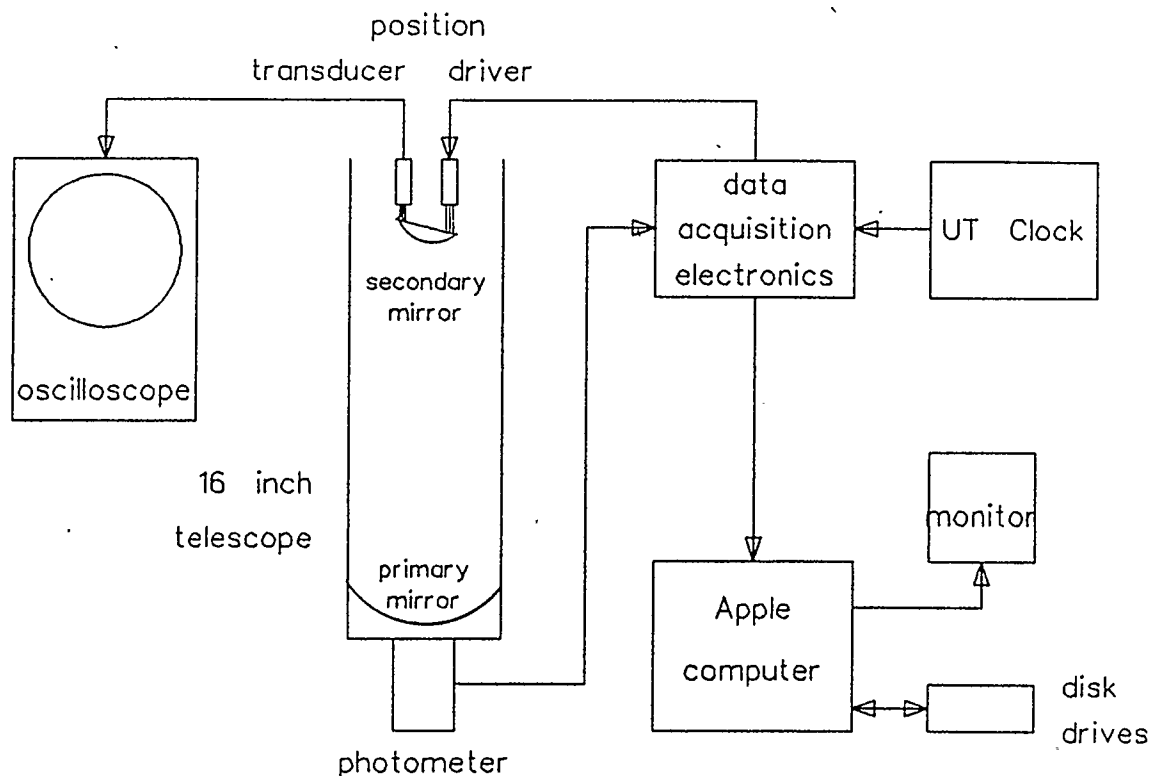 position
transducer driver
data
acquisition
electronics
UT Clock
secondary
mirror
oscilloscope
16 inch
telescope
monitor
primary
mirror
Apple
computer
disk
drives
photometer